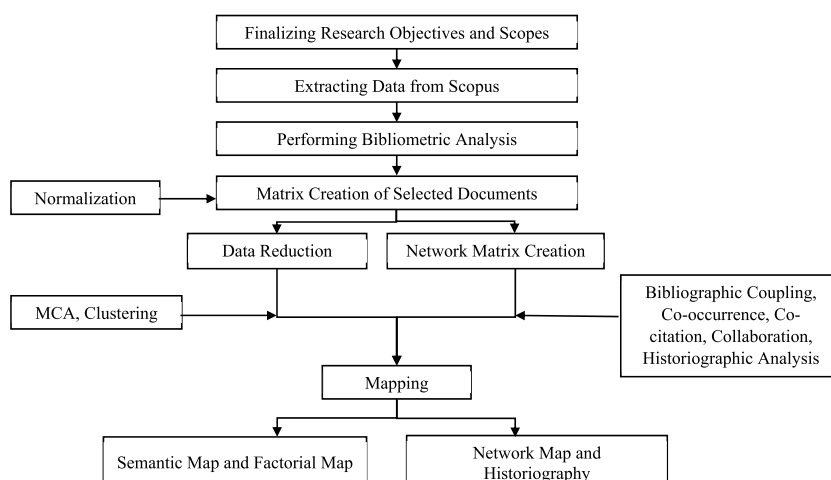 Finalizing Research Objectives and Scopes
Extracting Data from Scopus
Performing Bibliometric Analysis
Matrix Creation of Selected Documents
Normalization
Data Reduction
Network Matrix Creation
MCA, Clustering
Bibliographic Coupling,
Co-occurrence, Co-
citation, Collaboration,
Historiographic Analysis
Mapping
Semantic Map and Factorial Map
Network Map and
Historiography